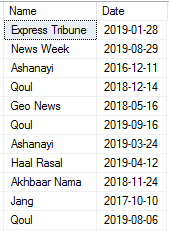 Name Date
Express Tribune 2019-01-28
News Week 2019-08-29
Ashanayi 2016-12-11
Qoul 2018-12-14
Geo News 2018-05-16
Qoul 2019-09-16
Ashanayi 2019-03-24
Haal Rasal 2019-04-12
Akhbaar Nama 2018-11-24
Jang 2017-10-10
Qoul 2019-08-06